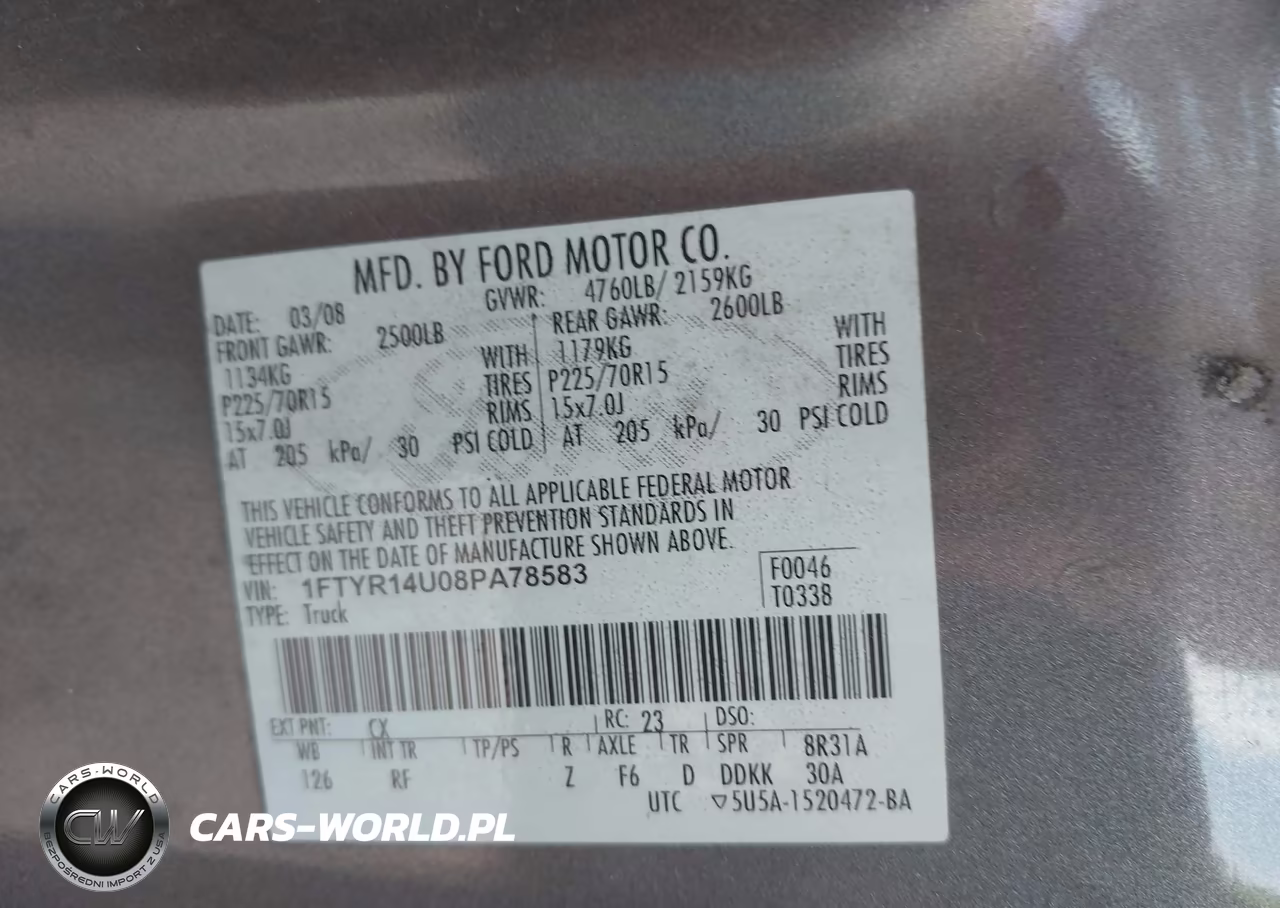 MFD. BY FORD MOTOR CO.
DATE: 03/08 GVWR: 4760LB/ 2159KG
FRONT GAWR: 2500LB REAR GAWR: 2600LB
1134KG WITH 1179KG WITH
P225/70R15 TIRES P225/70R15 TIRES
15x7.0J RIMS 15x7.0J RIMS
AT 205 kPa/ 30 PSI COLD AT 205 kPa/ 30 PSI COLD
THIS VEHICLE CONFORMS TO ALL APPLICABLE FEDERAL MOTOR
VEHICLE SAFETY AND THEFT PREVENTION STANDARDS IN
EFFECT ON THE DATE OF MANUFACTURE SHOWN ABOVE.
VIN: 1FTYR14U08PA78583 F0046
TYPE: Truck T0338
EXT PNT: CX RC: 23 DSO:
WB INT TR TP/PS R AXLE TR SPR 8R31A
126 RF Z F6 D DDKK 30A
UTC ▽5U5A-1520472-BA
CARS-WORLD
CW
BEZPOŚREDNI IMPORT Z USA
CARS-WORLD.PL